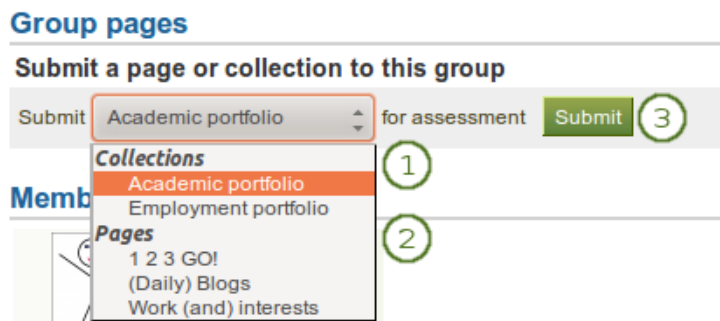 Group pages
Submit a page or collection to this group
Submit Academic portfolio for assessment Submit 3
Collections 1
Academic portfolio
Employment portfolio
Pages 2
1 2 3 GO!
(Daily) Blogs
Work (and) interests